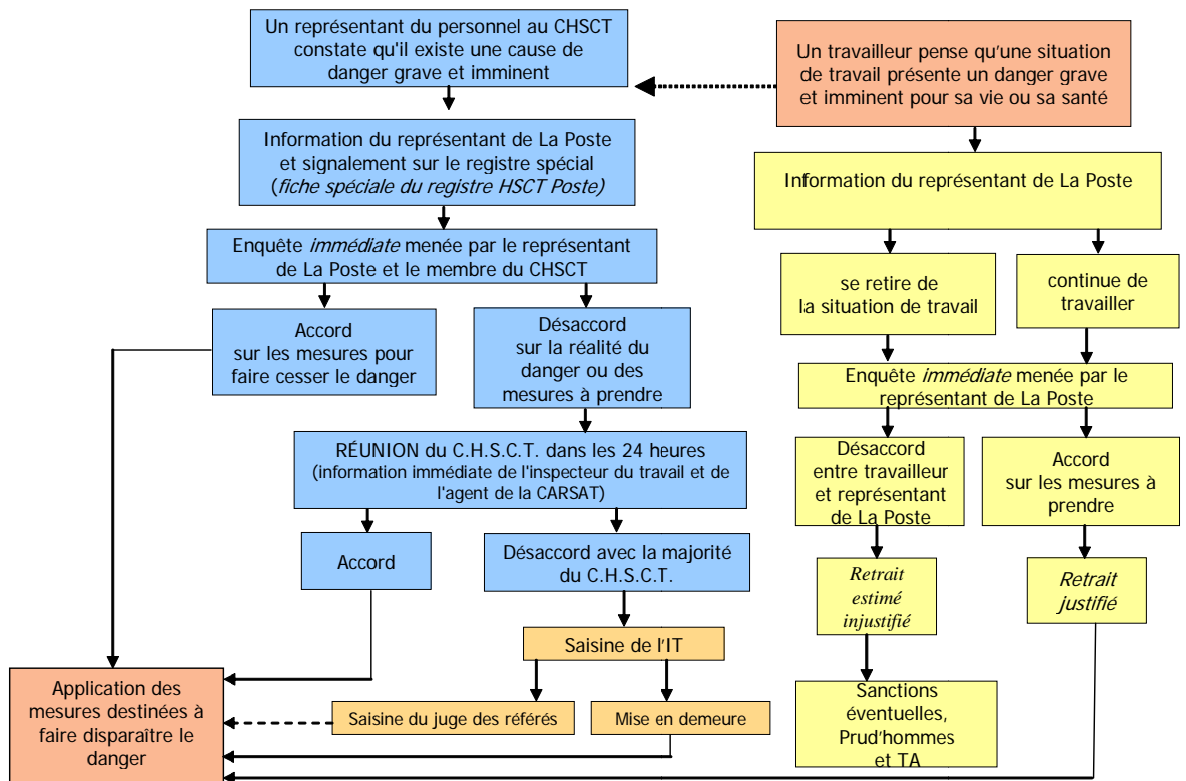 Un représentant du personnel au CHSCT
constate qu'il existe une cause de
danger grave et imminent
Un travailleur pense qu'une situation
de travail présente un danger grave
et imminent pour sa vie ou sa santé
Information du représentant de La Poste
et signalement sur le registre spécial
(fiche spéciale du registre HSCT Poste)
Information du représentant de La Poste
Enquête immédiate menée par le représentant
de La Poste et le membre du CHSCT
se retire de
la situation de travail
continue de
travailler
Accord
sur les mesures pour
faire cesser le danger
Désaccord
sur la réalité du
danger ou des
mesures à prendre
Enquête immédiate menée par le
représentant de La Poste
RÉUNION du C.H.S.C.T. dans les 24 heures
(information immédiate de l'inspecteur du travail et de
l'agent de la CARSAT)
Désaccord
entre travailleur
et représentant
de La Poste
Accord
sur les mesures à
prendre
Accord
Désaccord avec la majorité
du C.H.S.C.T.
Retrait
estimé
injustifié
Retrait
justifié
Saisine de l'IT
Application des
mesures destinées à
faire disparaitre le
danger
Saisine du juge des référés
Mise en demeure
Sanctions
éventuelles,
Prud'hommes
et TA